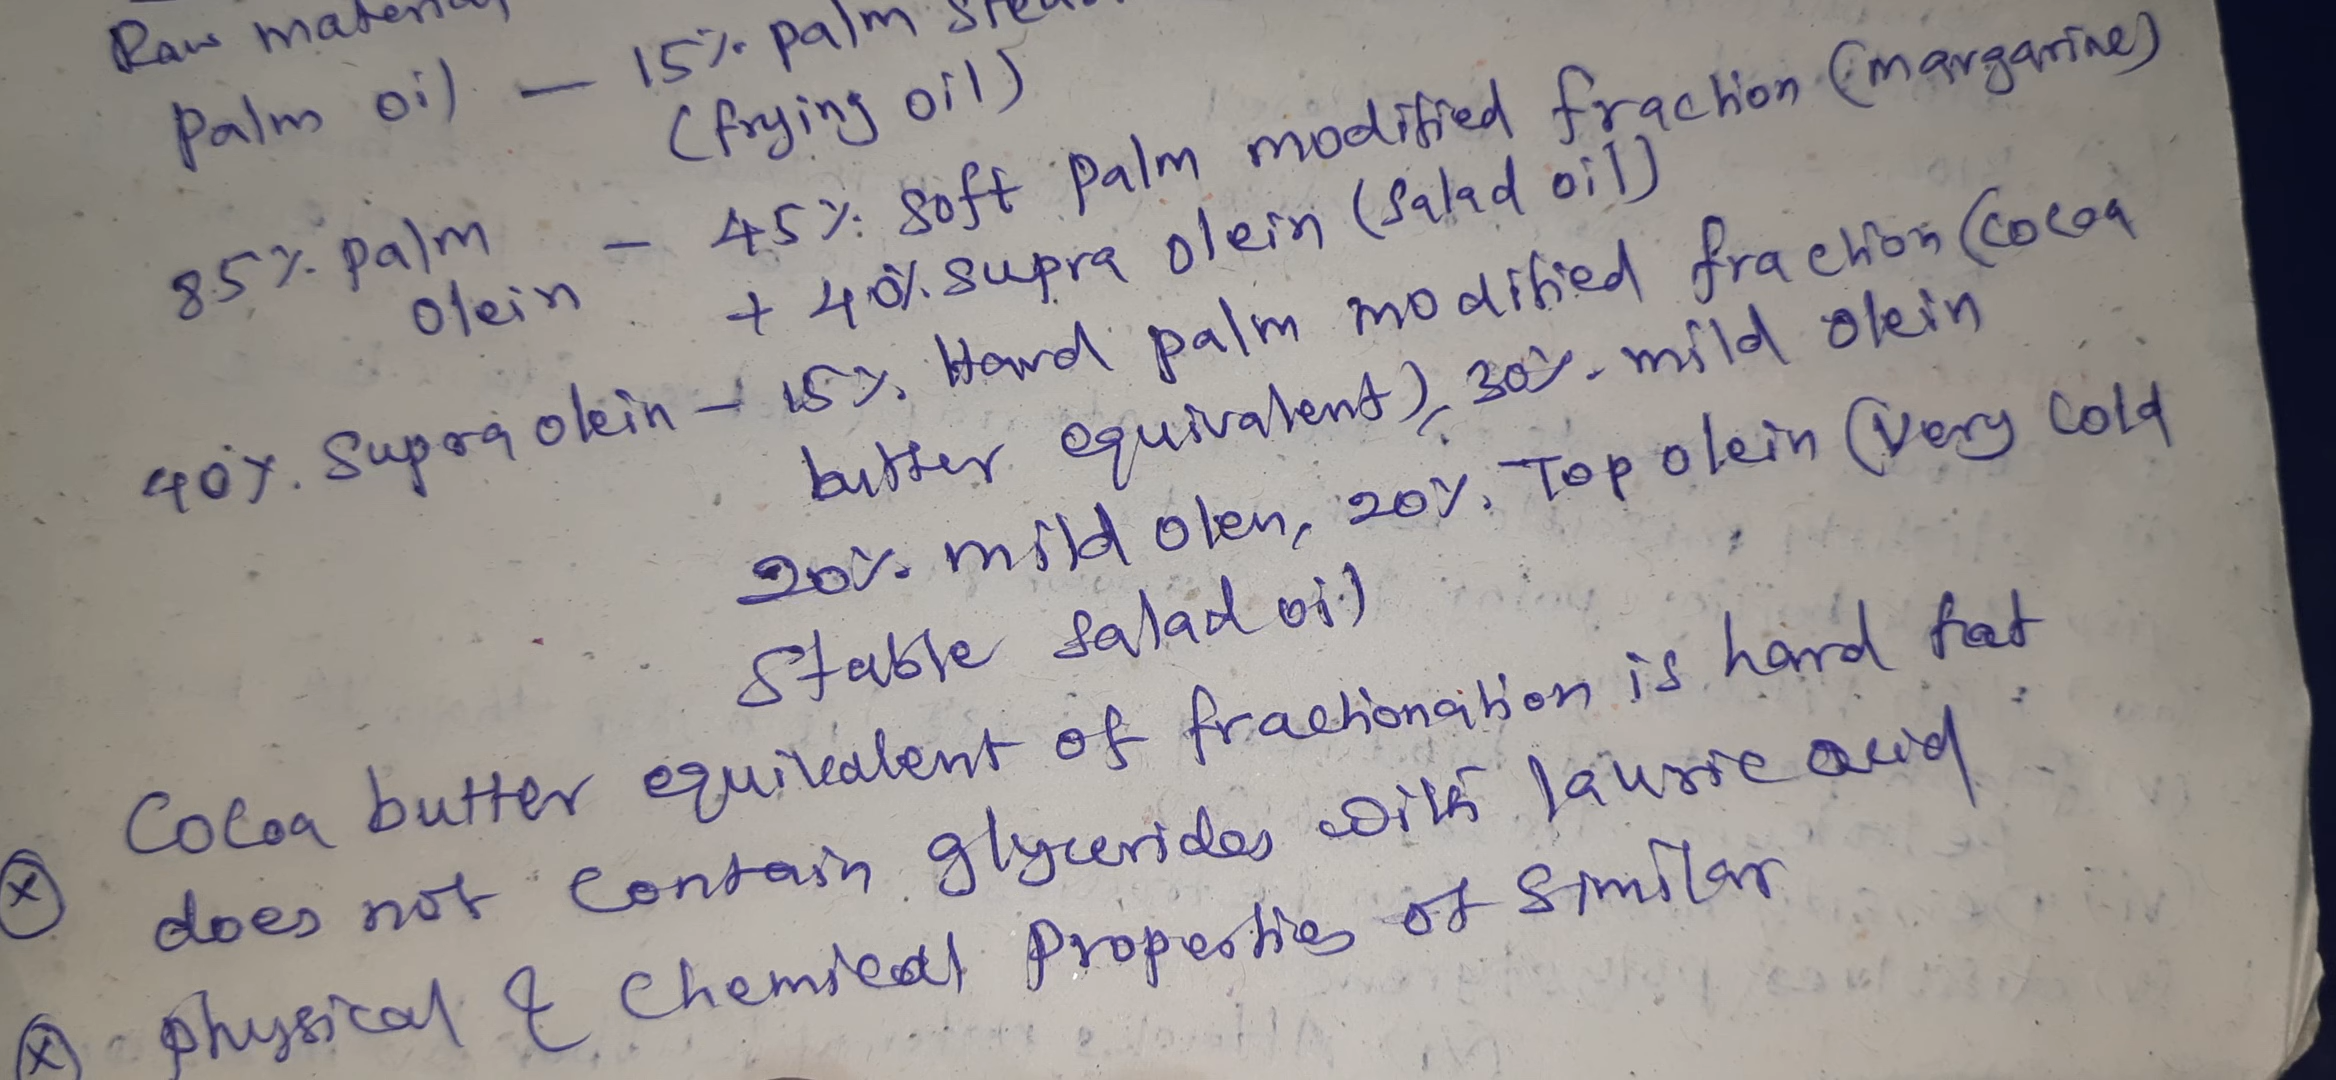 Raw material
Palm oil — 15% palm
(frying oil)
85% palm — 45% soft palm modified fraction (margarine)
olein + 40% supra olein (salad oil)
40% supra olein — 15% Hard palm modified fraction (cocoa
butter equivalent), 30% mild olein
20% mild olen, 20% Top olein (very cold
stable salad oil
Cocoa butter equivalent of fractionation is hard fat
does not contain glycerides with lauric acid
physical & chemical properties of similar